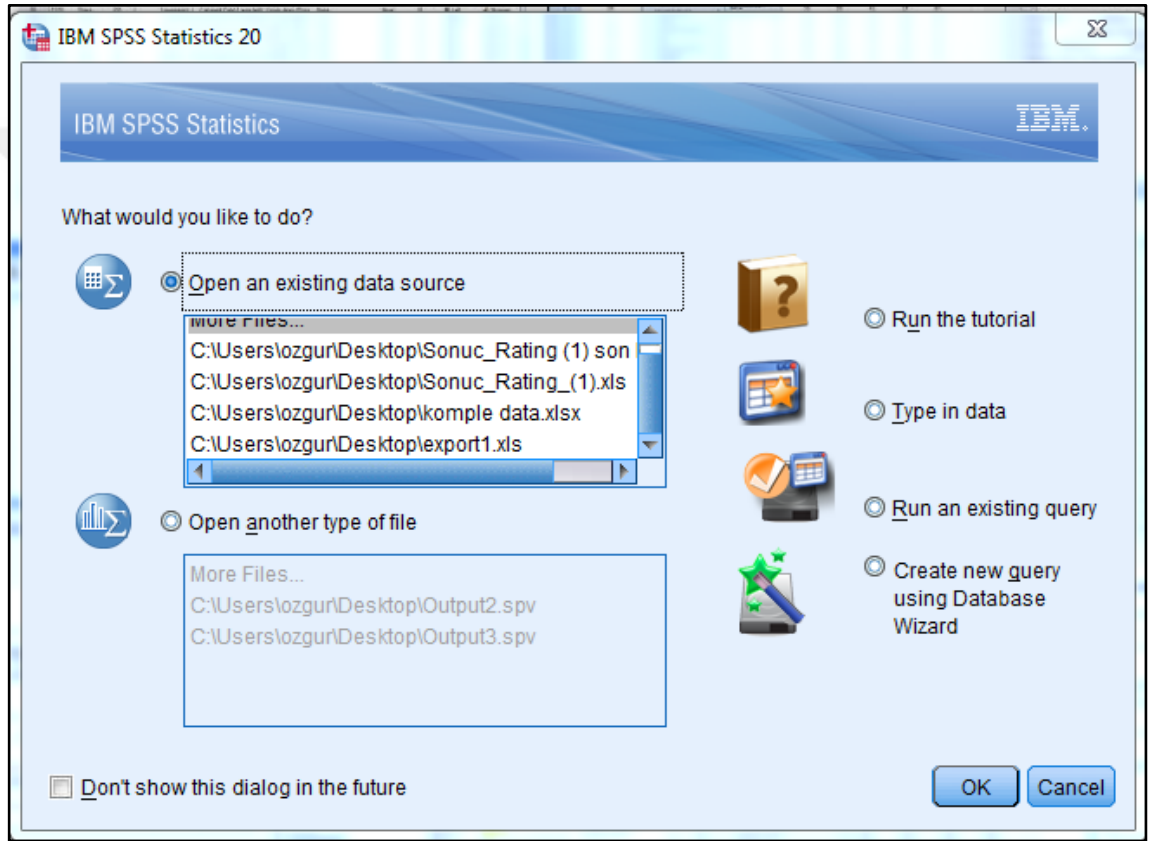 IBM SPSS Statistics 20
IBM SPSS Statistics
IBM.
What would you like to do?
Open an existing data source
More Files...
C:\Users\ozgur\Desktop\Sonuc_Rating (1) son
C:\Users\ozgur\Desktop\Sonuc_Rating_(1).xls
C:\Users\ozgur\Desktop\komple data.xlsx
C:\Users\ozgur\Desktop\export1.xls
Open another type of file
More Files...
C:\Users\ozgur\Desktop\Output2.spv
C:\Users\ozgur\Desktop\Output3.spv
Run the tutorial
Type in data
Run an existing query
Create new query
using Database
Wizard
Don't show this dialog in the future
OK
Cancel